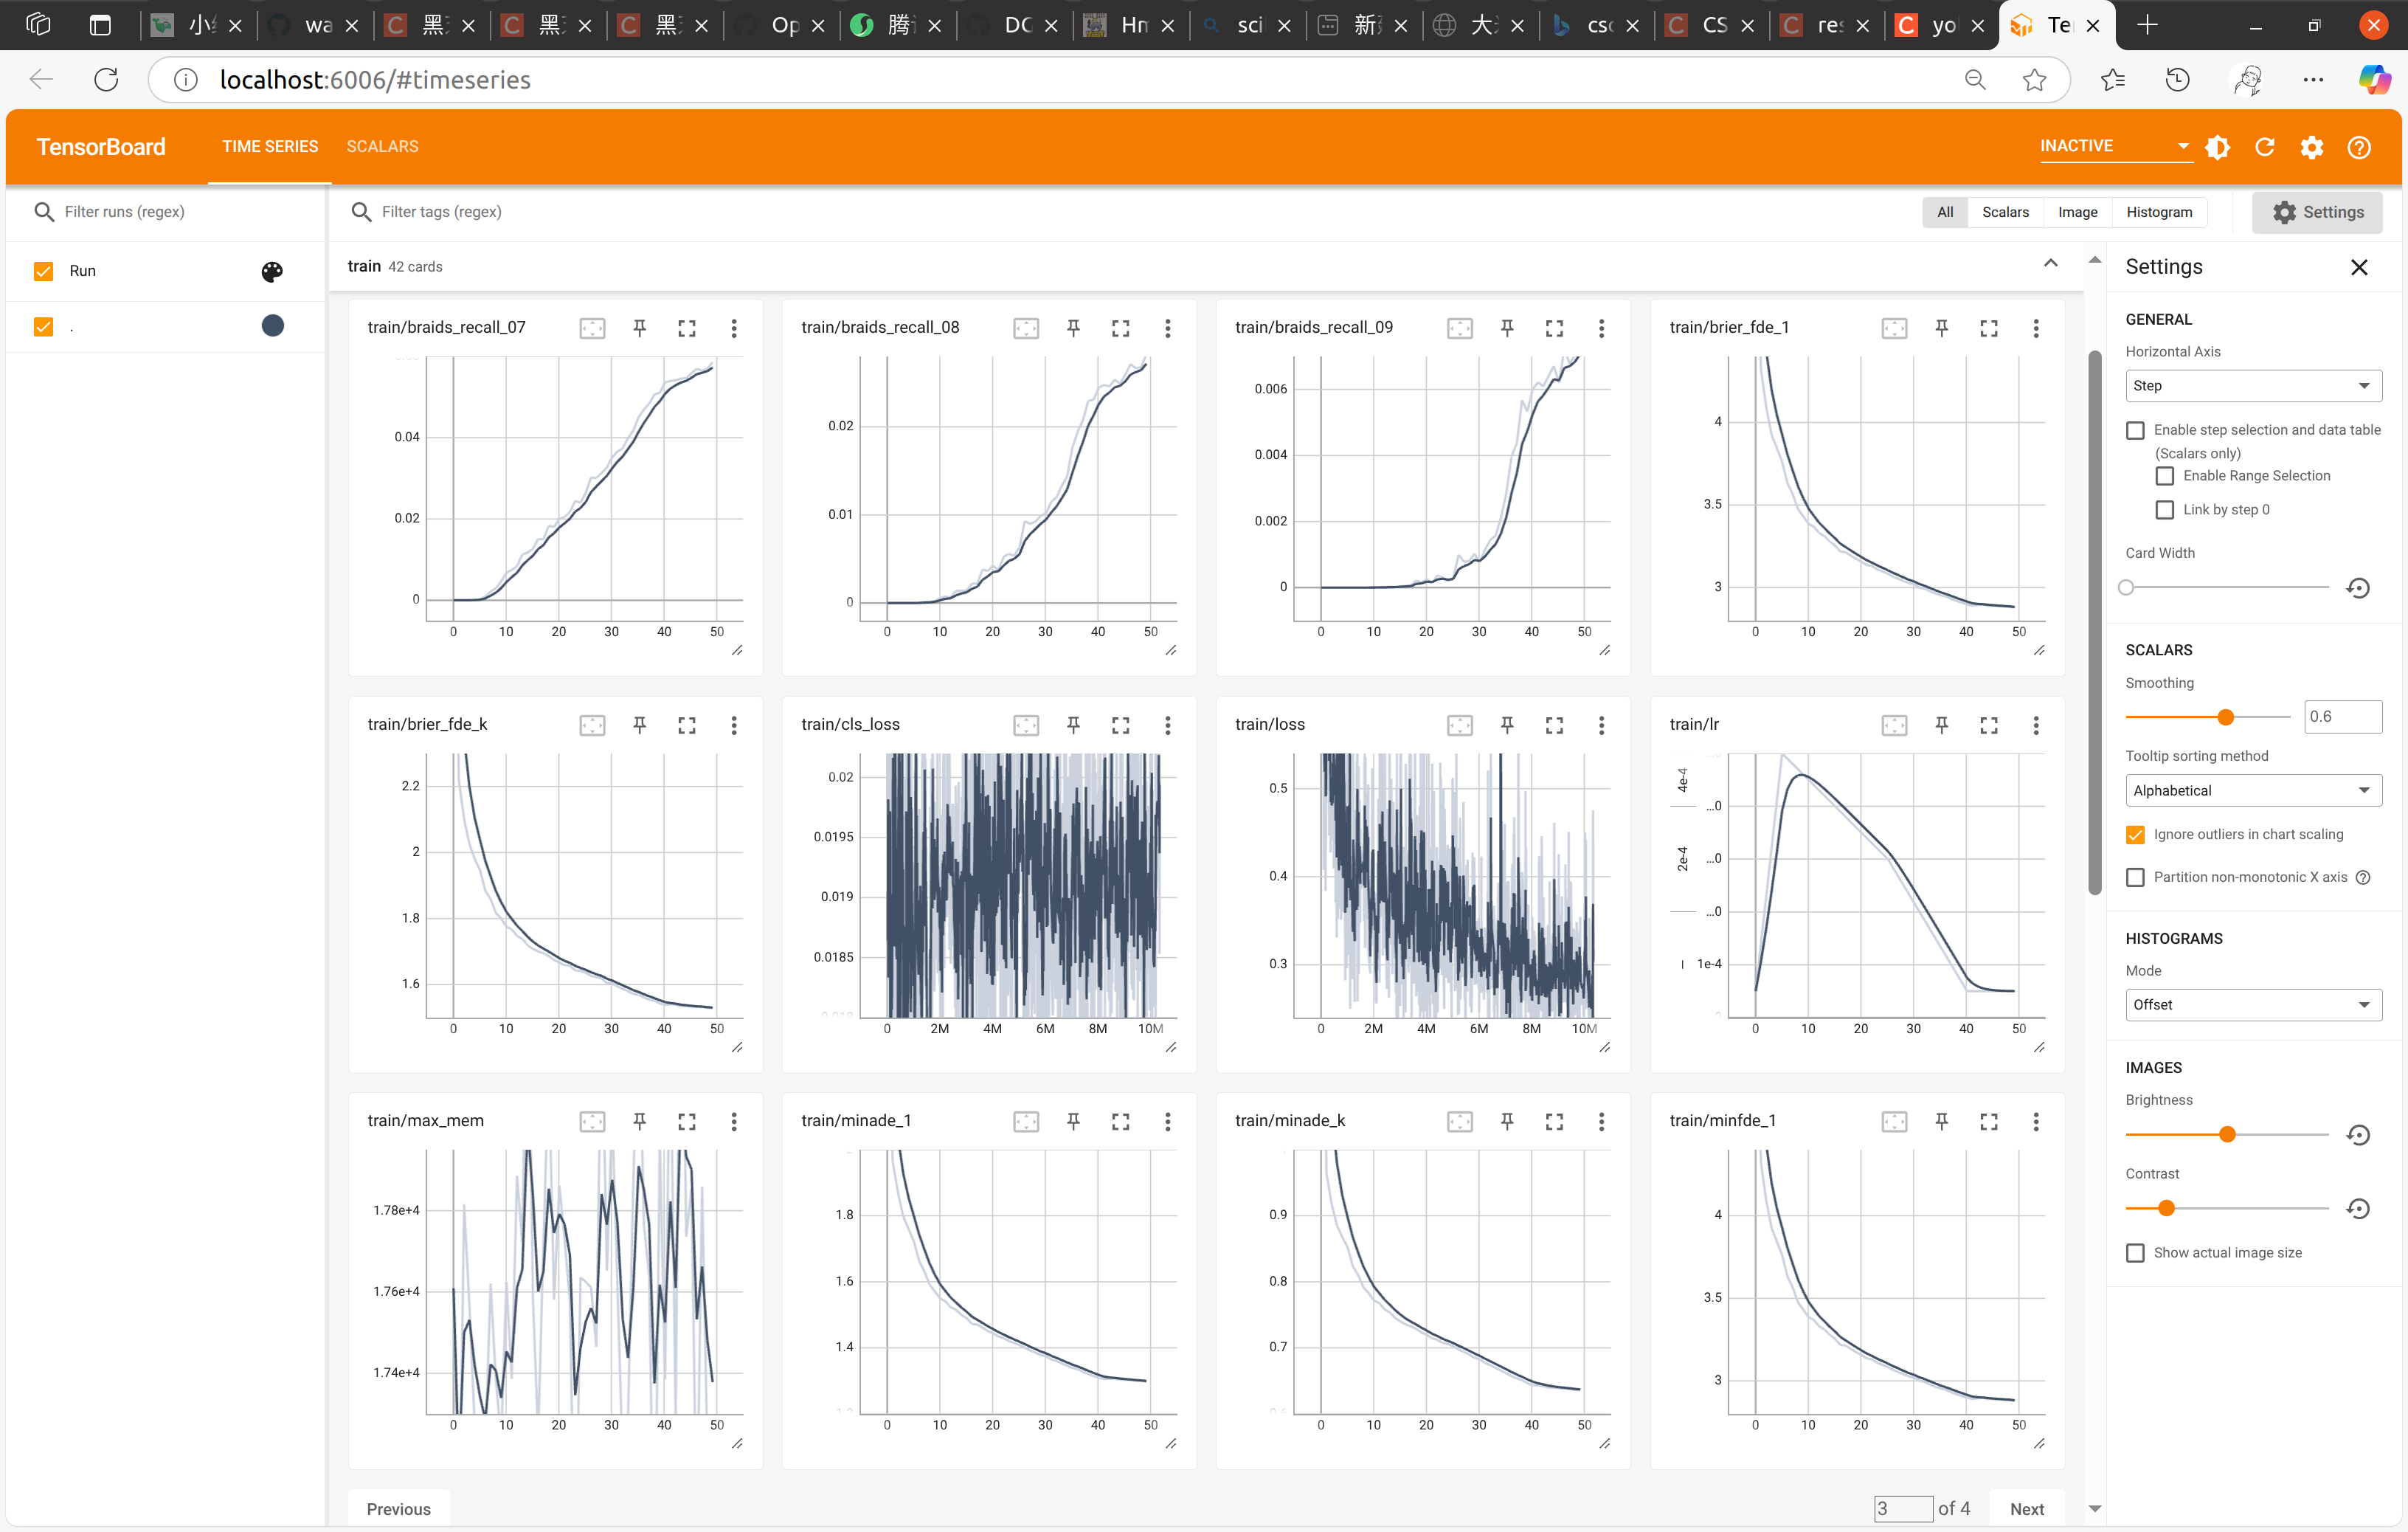 小 wa 黑 黑 黑 Op 腾 DC Hn sci 新 大 csc CS re yo Te
localhost:6006/#timeseries
TensorBoard TIME SERIES SCALARS INACTIVE
Filter runs (regex) Filter tags (regex) All Scalars Image Histogram Settings
Run
.
train 42 cards
train/braids_recall_07 train/braids_recall_08 train/braids_recall_09 train/brier_fde_1
0.04 0.02 0
0 10 20 30 40 50
0.02 0.01 0
0 10 20 30 40 50
0.006 0.004 0.002 0
0 10 20 30 40 50
4 3.5 3
0 10 20 30 40 50
train/brier_fde_k train/cls_loss train/loss train/lr
2.2 2 1.8 1.6
0 10 20 30 40 50
0.02 0.0195 0.019 0.0185
0 2M 4M 6M 8M 10M
0.5 0.4 0.3
0 2M 4M 6M 8M 10M
4e-4 2e-4 ...0 ...0 ...0 1e-4
0 10 20 30 40 50
train/max_mem train/minade_1 train/minade_k train/minfde_1
1.78e+4 1.76e+4 1.74e+4
0 10 20 30 40 50
1.8 1.6 1.4
0 10 20 30 40 50
0.9 0.8 0.7
0 10 20 30 40 50
4 3.5 3
0 10 20 30 40 50
Previous 3 of 4 Next
Settings
GENERAL
Horizontal Axis
Step
Enable step selection and data table
(Scalars only)
Enable Range Selection
Link by step 0
Card Width
SCALARS
Smoothing
0.6
Tooltip sorting method
Alphabetical
Ignore outliers in chart scaling
Partition non-monotonic X axis
HISTOGRAMS
Mode
Offset
IMAGES
Brightness
Contrast
Show actual image size